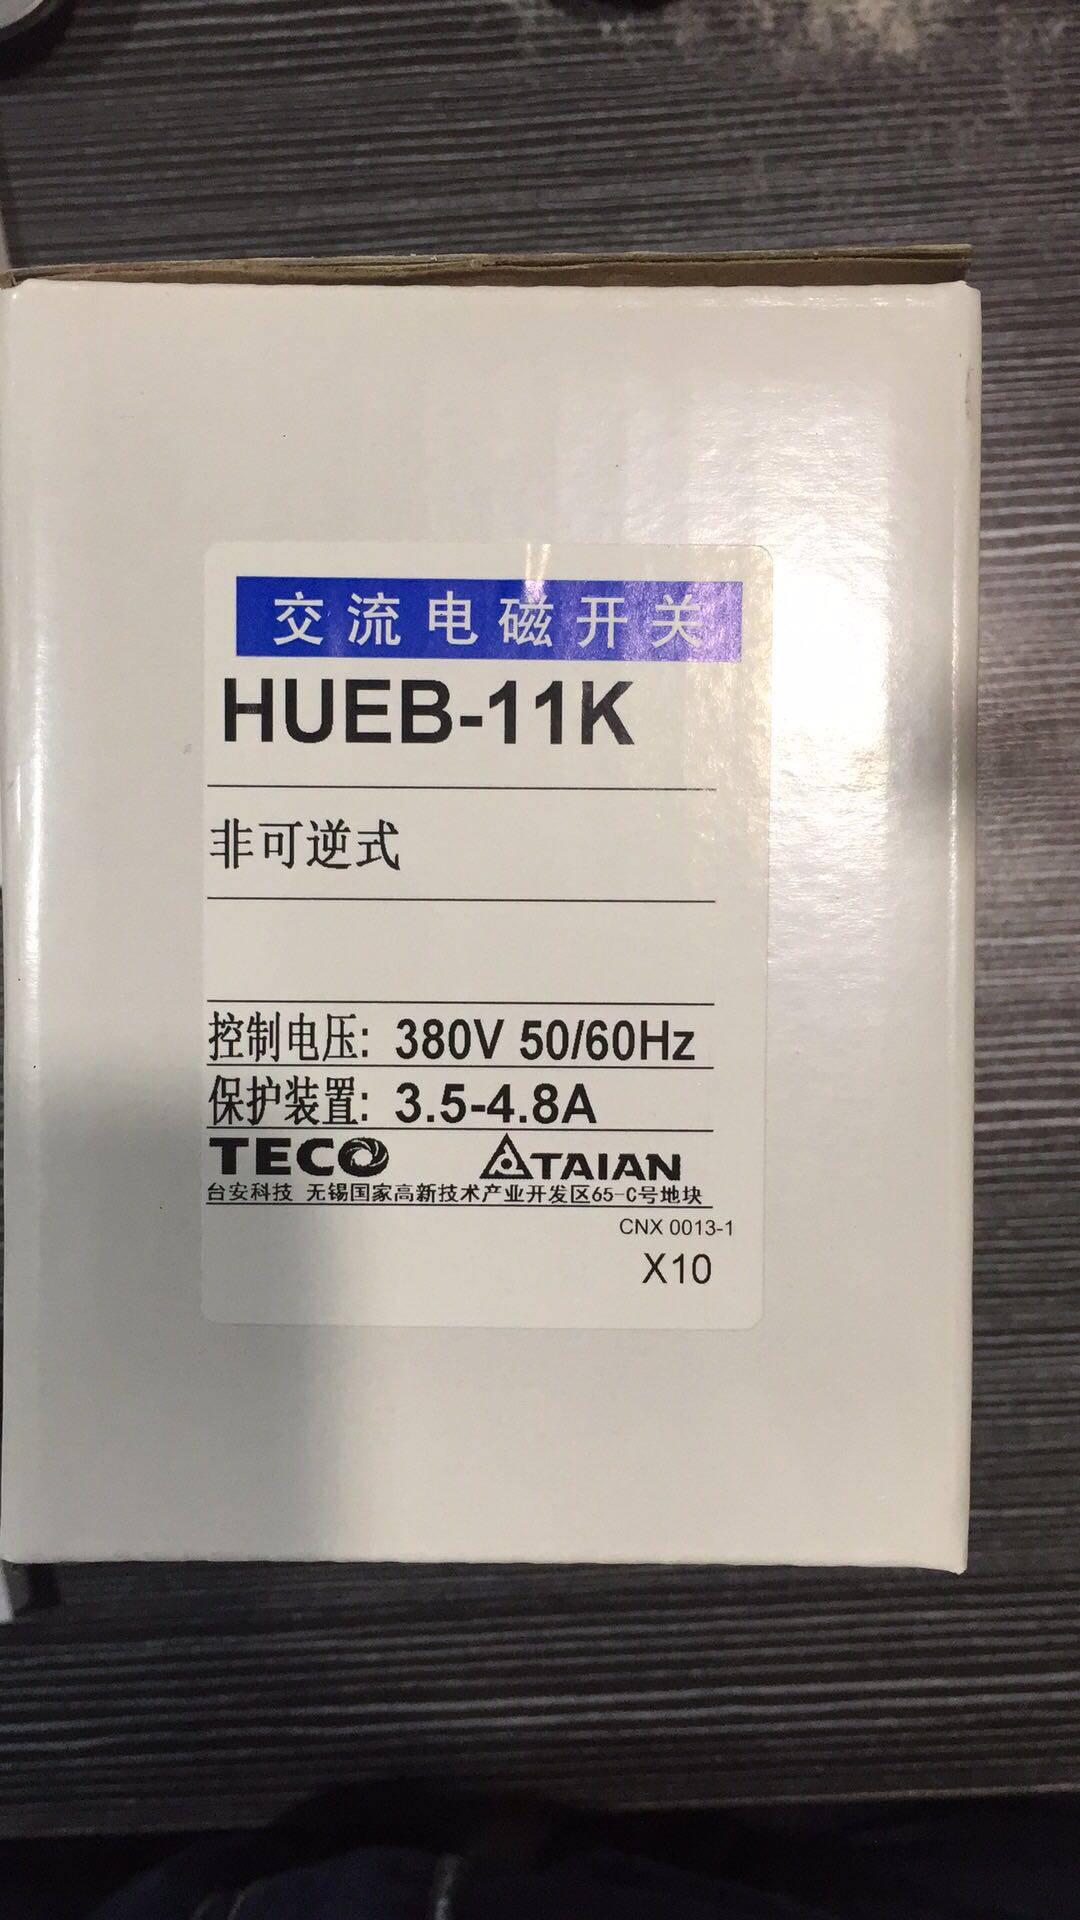 交流电磁开关
HUEB-11K
非可逆式
控制电压: 380V 50/60Hz
保护装置: 3.5-4.8A
TECO TAIAN
台安科技 无锡国家高新技术产业开发区65-C号地块
CNX 0013-1
X10